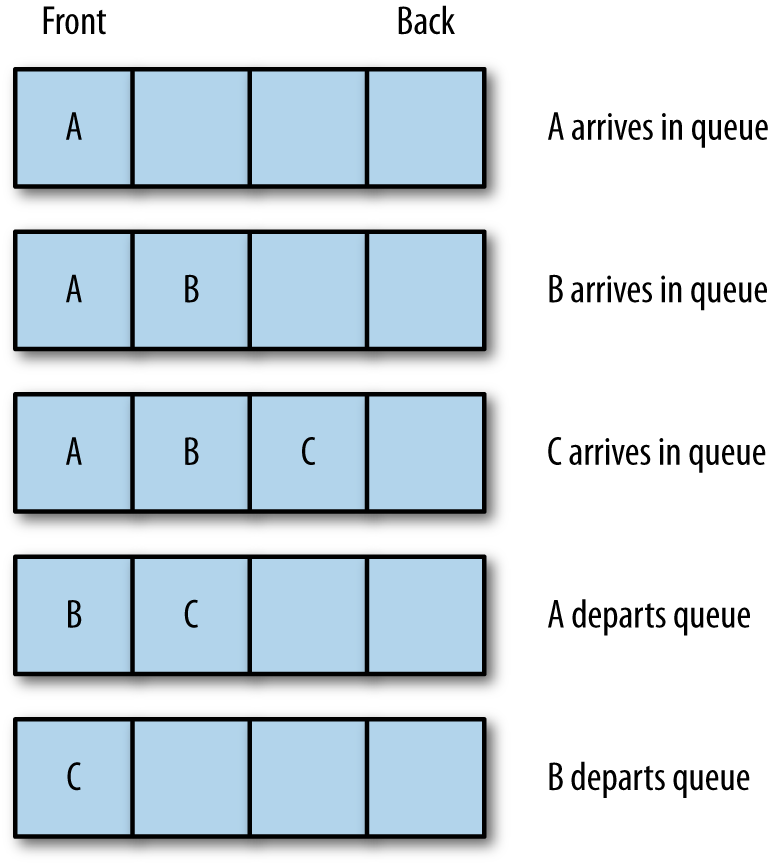 Front Back
A A arrives in queue
A B B arrives in queue
A B C C arrives in queue
B C A departs queue
C B departs queue